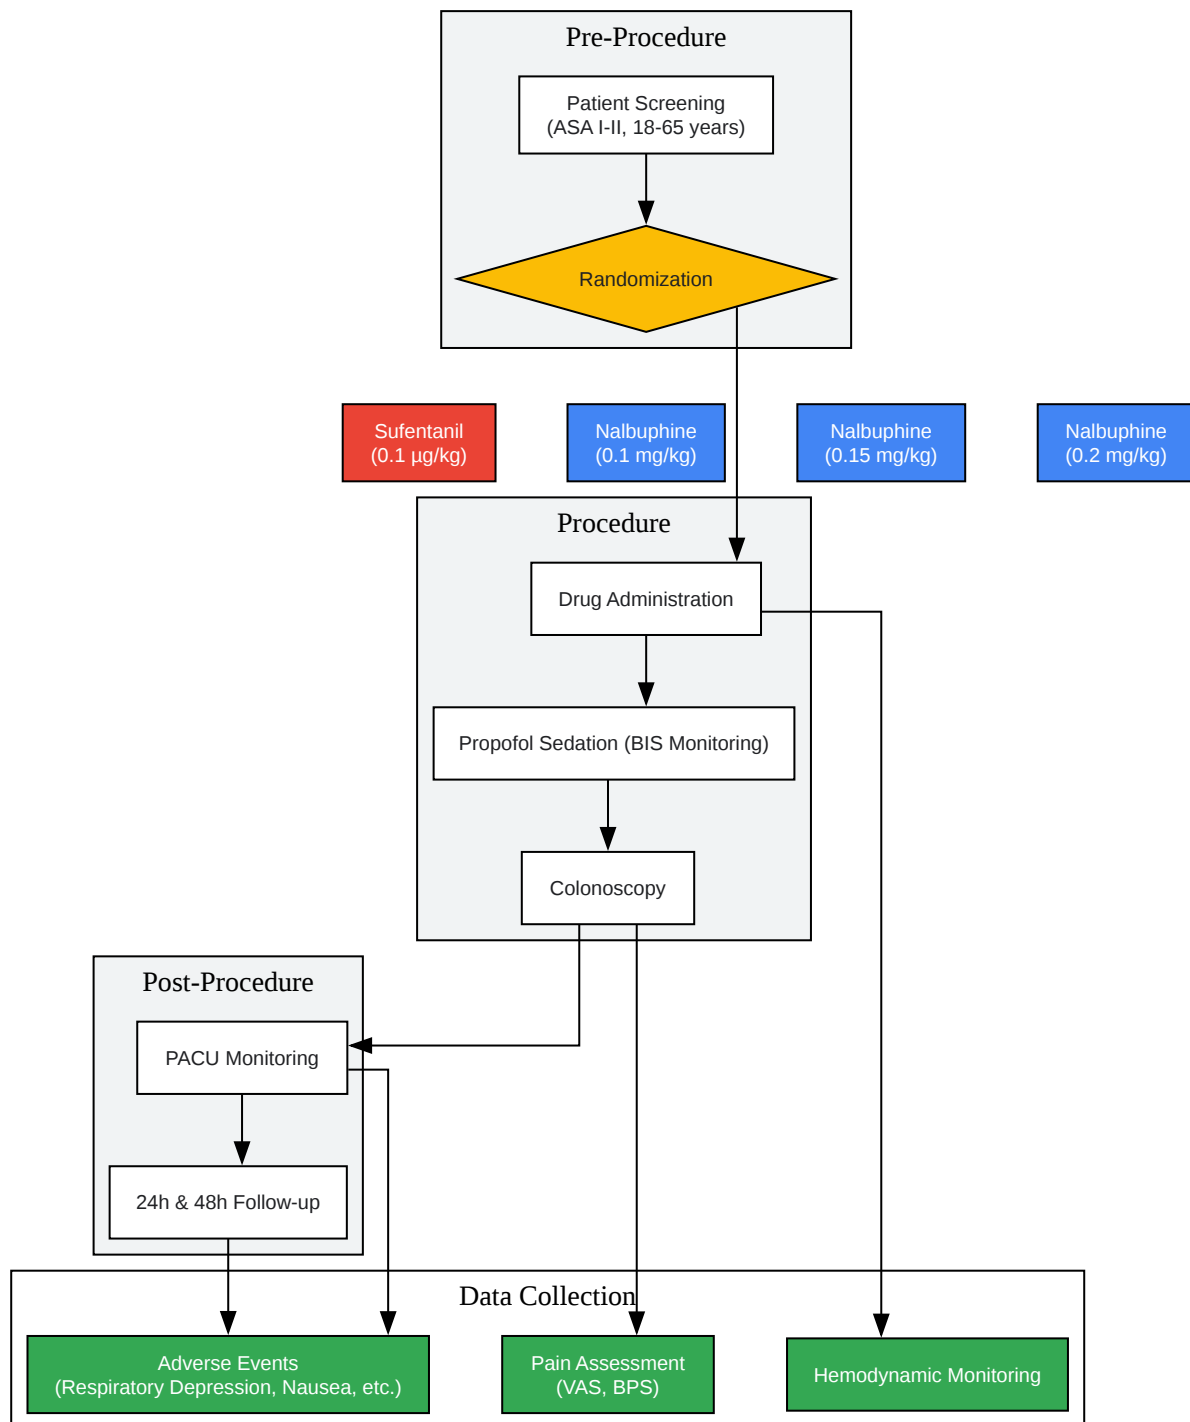 Pre-Procedure
Patient Screening
(ASA I-II, 18-65 years)
Randomization
Sufentanil
(0.1 µg/kg)
Nalbuphine
(0.1 mg/kg)
Nalbuphine
(0.15 mg/kg)
Nalbuphine
(0.2 mg/kg)
Procedure
Drug Administration
Propofol Sedation (BIS Monitoring)
Colonoscopy
Post-Procedure
PACU Monitoring
24h & 48h Follow-up
Data Collection
Adverse Events
(Respiratory Depression, Nausea, etc.)
Pain Assessment
(VAS, BPS)
Hemodynamic Monitoring